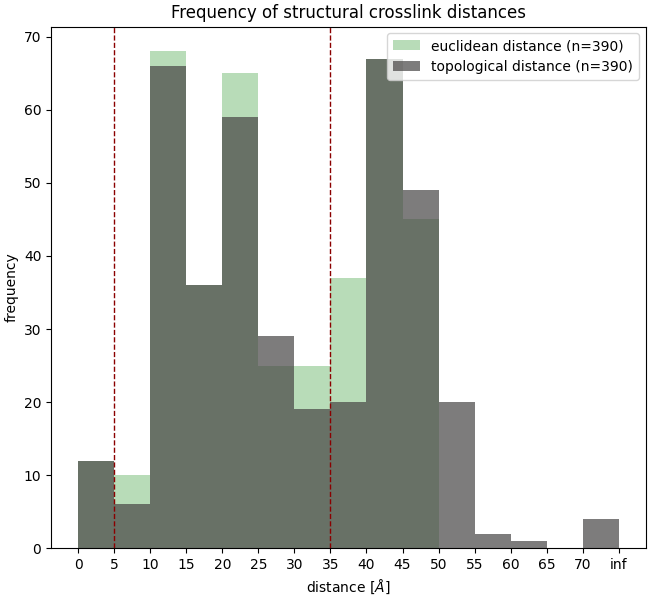 Frequency of structural crosslink distances
euclidean distance (n=390)
topological distance (n=390)
frequency
70
60
50
40
30
20
10
0
0 5 10 15 20 25 30 35 40 45 50 55 60 65 70 inf
distance [Å]